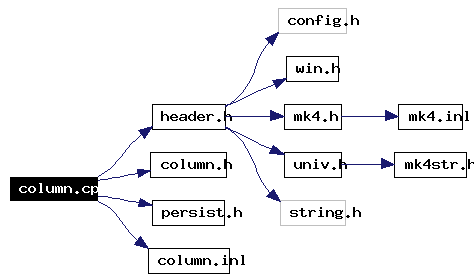 config.h
win.h
header.h
mk4.h
mk4.inl
column.h
univ.h
mk4str.h
column.cp
persist.h
string.h
column.inl